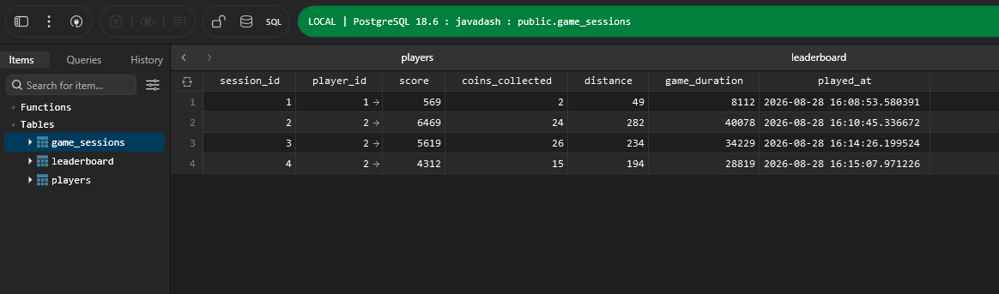 SQL LOCAL | PostgreSQL 18.6 : javadash : public.game_sessions
Items Queries History
players leaderboard
Search for item...
session_id player_id score coins_collected distance game_duration played_at
Functions
Tables
game_sessions
leaderboard
players
1 1 1 → 569 2 49 8112 2026-08-28 16:08:53.580391
2 2 2 → 6469 24 282 40078 2026-08-28 16:10:45.336672
3 3 2 → 5619 26 234 34229 2026-08-28 16:14:26.199524
4 4 2 → 4312 15 194 28819 2026-08-28 16:15:07.971226